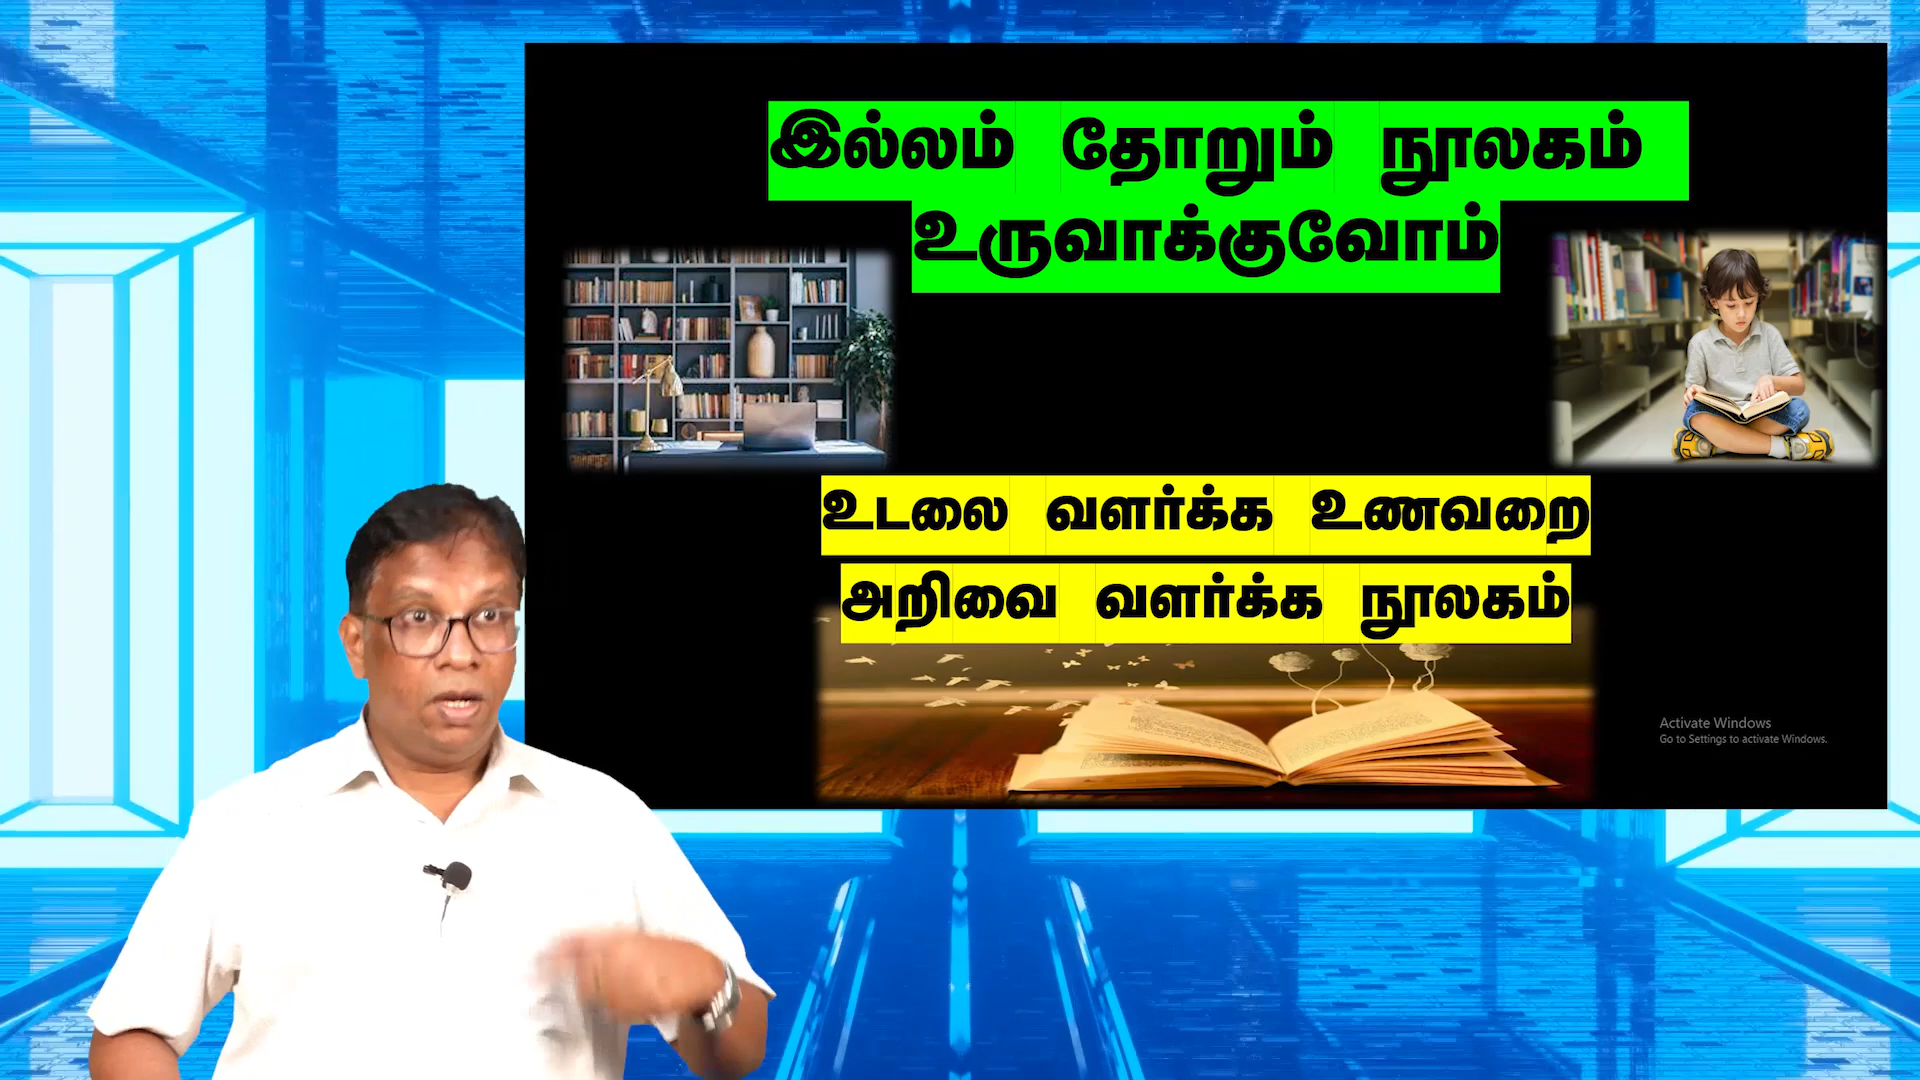 இல்லம் தோறும் நூலகம்
உருவாக்குவோம்
உடலை வளர்க்க உணவறை
அறிவை வளர்க்க நூலகம்
Activate Windows
Go to Settings to activate Windows.